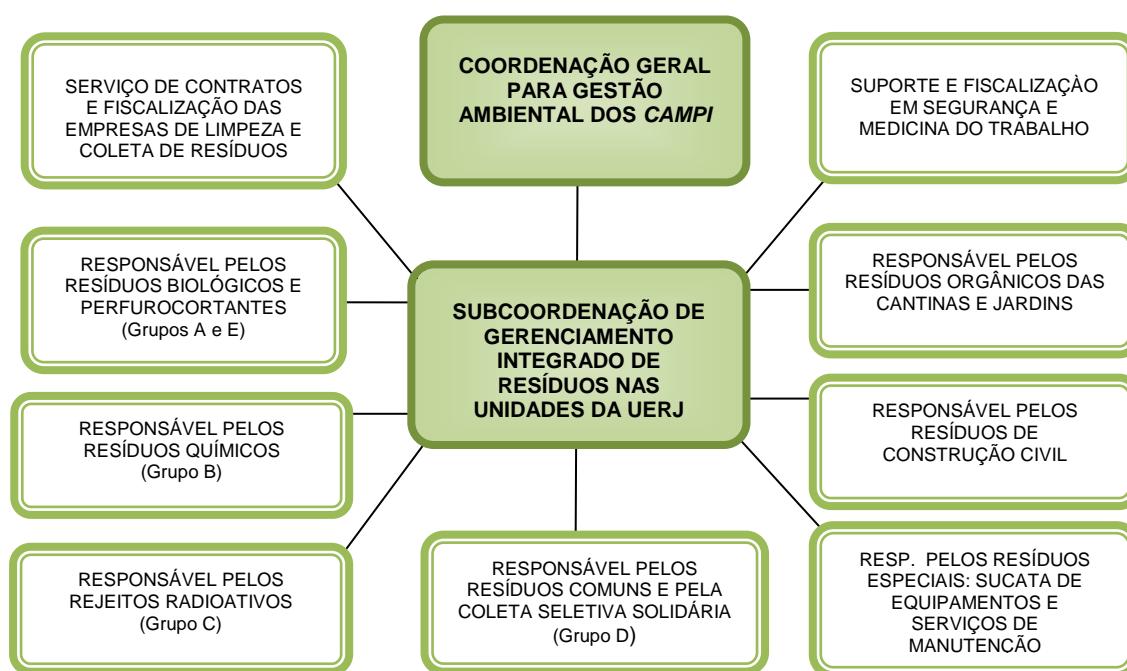 SERVIÇO DE CONTRATOS
E FISCALIZAÇÃO DAS
EMPRESAS DE LIMPEZA E
COLETA DE RESÍDUOS
COORDENAÇÃO GERAL
PARA GESTÃO
AMBIENTAL DOS CAMPI
SUPORTE E FISCALIZAÇÀO
EM SEGURANÇA E
MEDICINA DO TRABALHO
RESPONSÁVEL PELOS
RESÍDUOS BIOLÓGICOS E
PERFUROCORTANTES
(Grupos A e E)
SUBCOORDENAÇÃO DE
GERENCIAMENTO
INTEGRADO DE
RESÍDUOS NAS
UNIDADES DA UERJ
RESPONSÁVEL PELOS
RESÍDUOS ORGÂNICOS DAS
CANTINAS E JARDINS
RESPONSÁVEL PELOS
RESÍDUOS QUÍMICOS
(Grupo B)
RESPONSÁVEL PELOS
RESÍDUOS DE
CONSTRUÇÃO CIVIL
RESPONSÁVEL PELOS
REJEITOS RADIOATIVOS
(Grupo C)
RESPONSÁVEL PELOS
RESÍDUOS COMUNS E PELA
COLETA SELETIVA SOLIDÁRIA
(Grupo D)
RESP. PELOS RESÍDUOS
ESPECIAIS: SUCATA DE
EQUIPAMENTOS E
SERVIÇOS DE
MANUTENCÃO